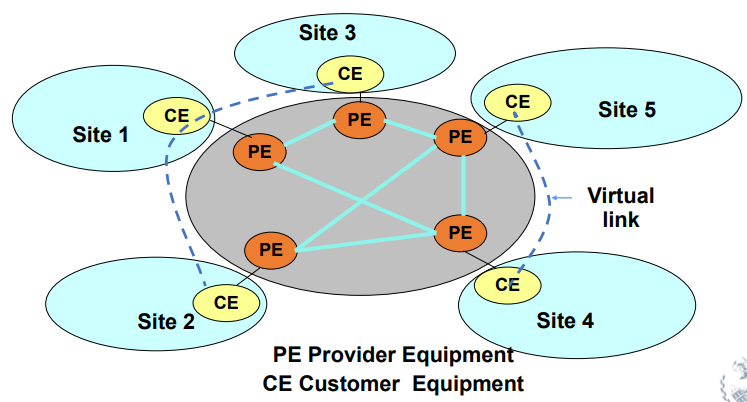 Site 3
CE
CE
CE
Site 5
Site 1
PE
PE
PE
Virtual
link
PE
PE
CE
CE
Site 2
Site 4
PE Provider Equipment
CE Customer Equipment